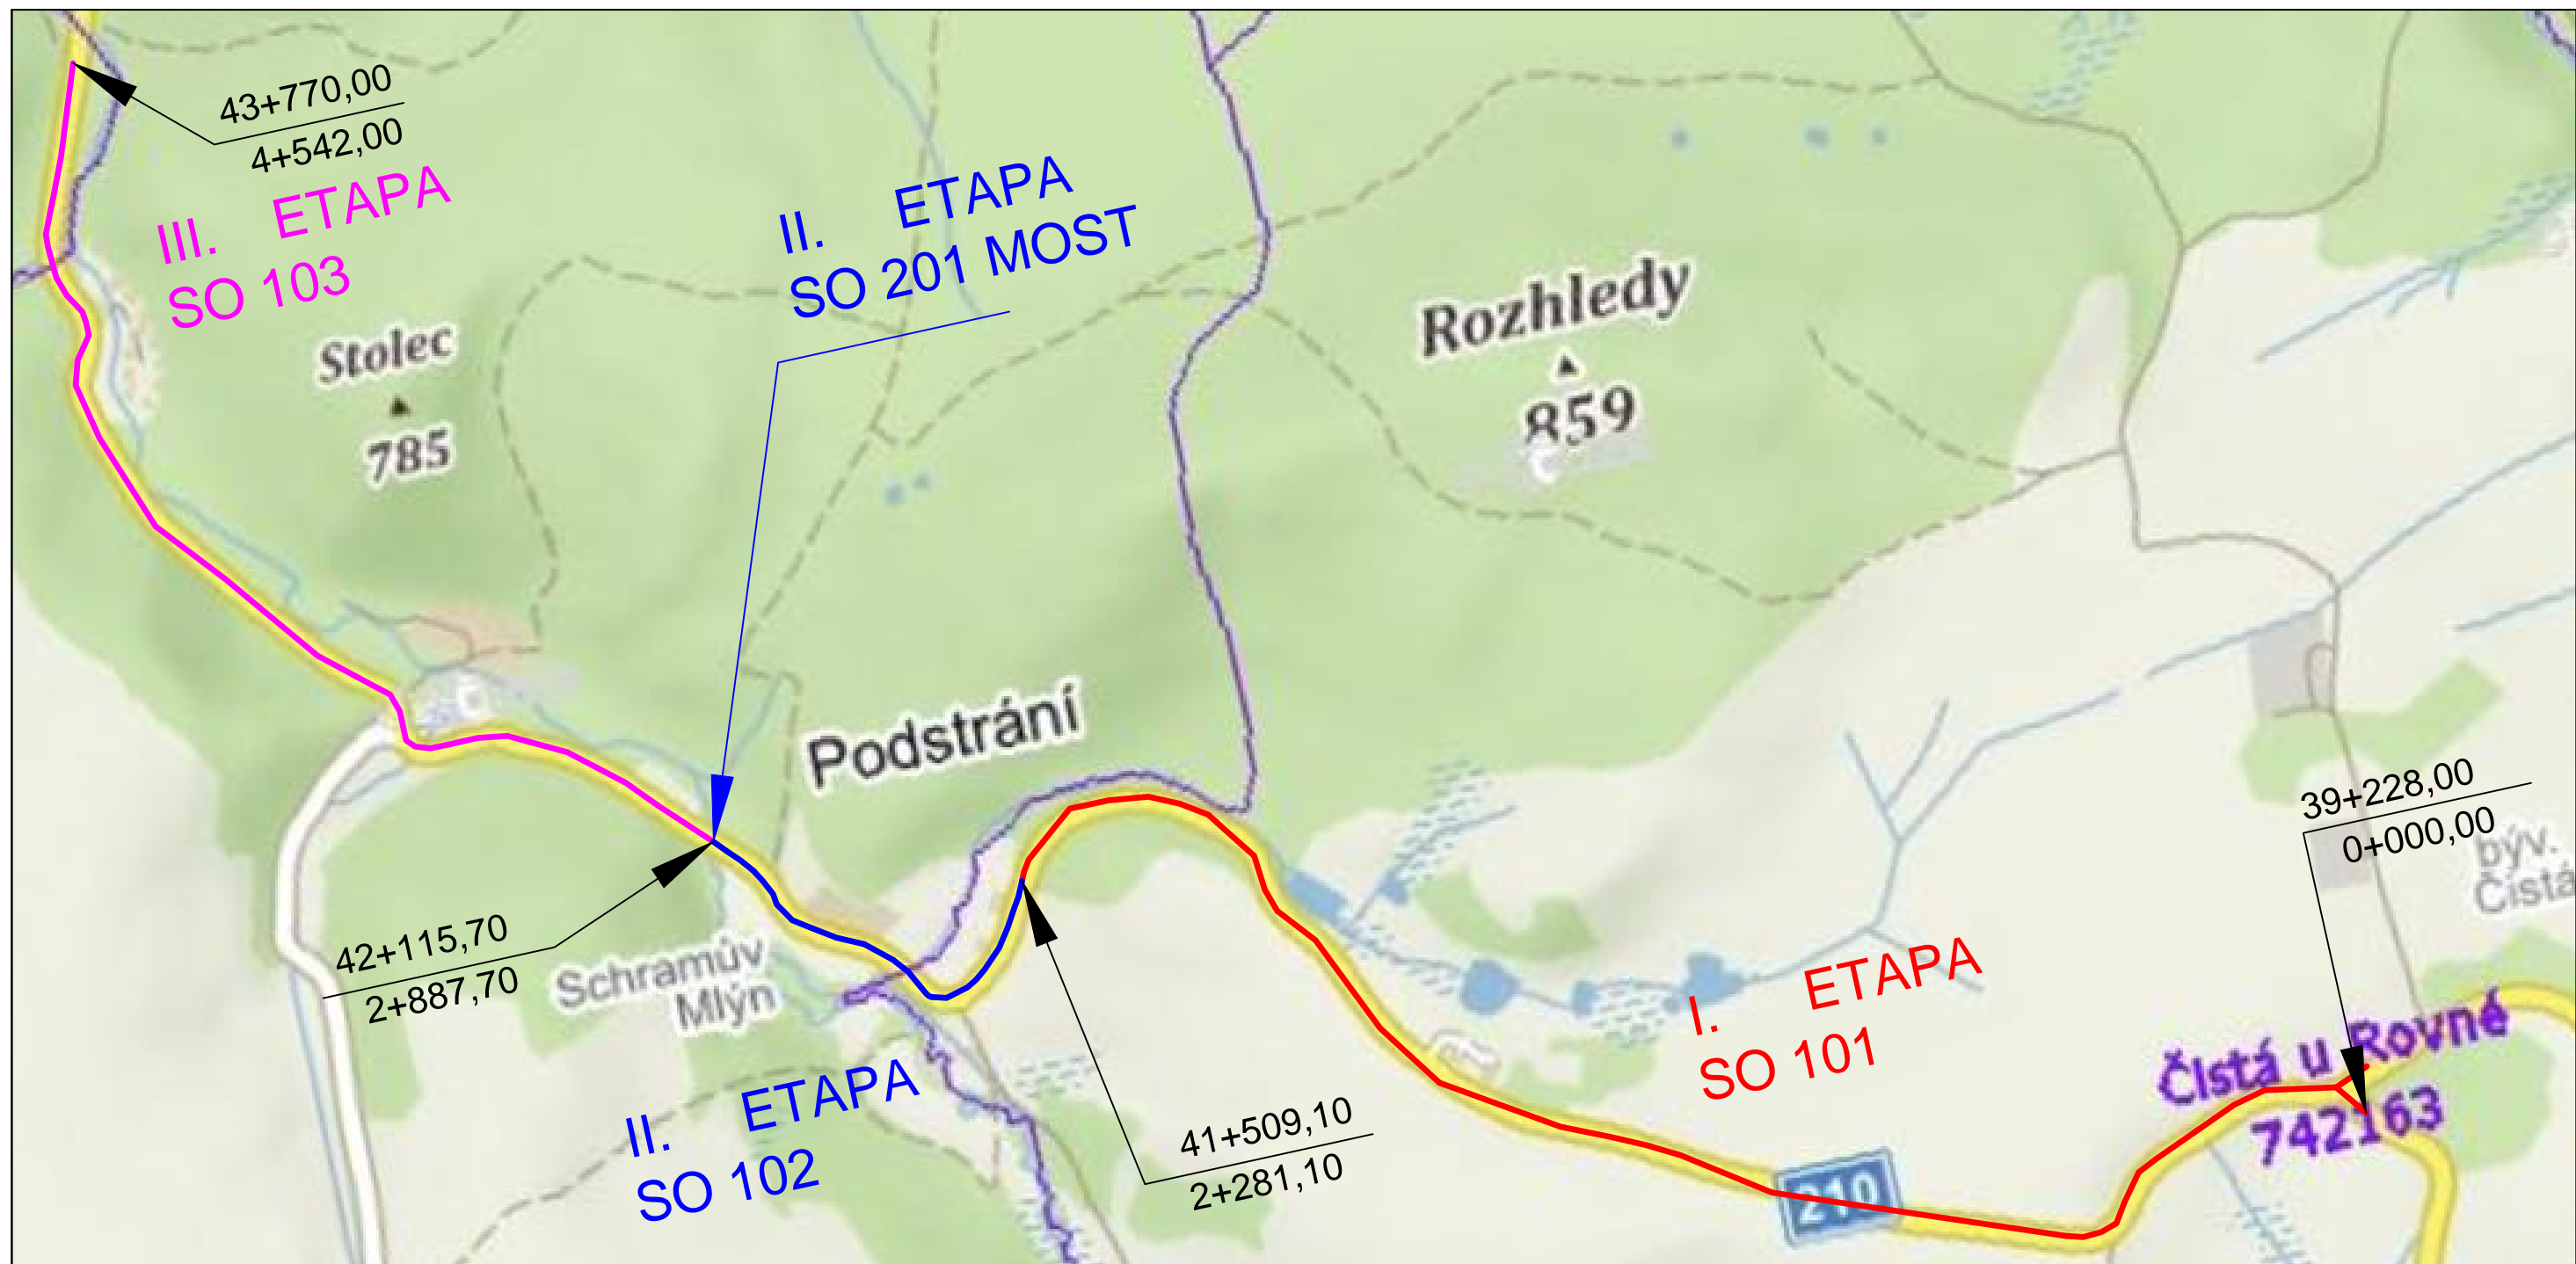 43+770,00
4+542,00
III. ETAPA
SO 103
Stolec
785
II. ETAPA
SO 201 MOST
Rozhledy
859
Podstrání
39+228,00
0+000,00
býv.
Čistá
42+115,70
2+887,70
Schramův
Mlýn
II. ETAPA
SO 102
41+509,10
2+281,10
I. ETAPA
SO 101
210
Čistá u Rovné
742163